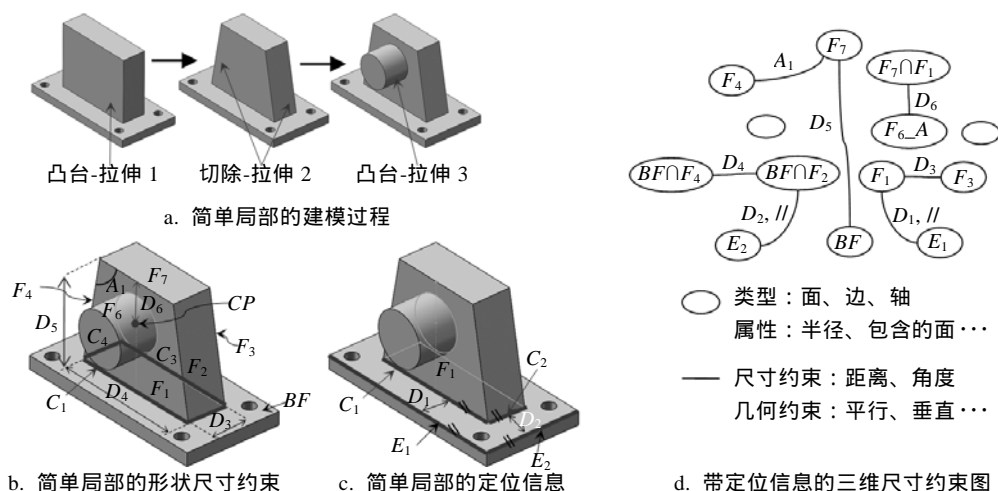 凸台-拉伸 1 切除-拉伸 2 凸台-拉伸 3
a. 简单局部的建模过程
F4 A1 F7 D6 CP
D5 F6 F3
C4 C3 F2
F1
C1 D4 D3 BF
b. 简单局部的形状尺寸约束
F1 C2
C1 D1 D2
E1 E2
c. 简单局部的定位信息
F7
A1 F7∩F1
F4 D6
D5 F6_A
BF∩F4 D4 BF∩F2 F1 D3 F3
D2, // D1, //
E2 BF E1
类型：面、边、轴
属性：半径、包含的面···
尺寸约束：距离、角度
几何约束：平行、垂直···
d. 带定位信息的三维尺寸约束图